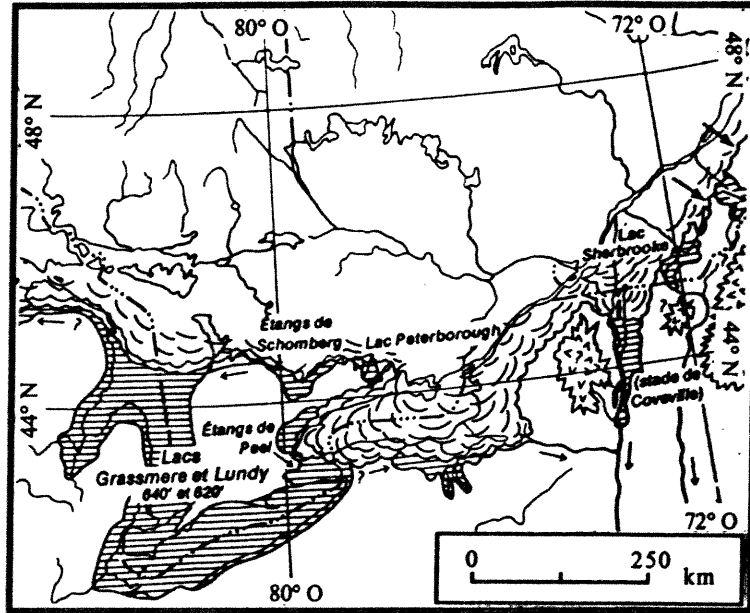 80° O
72° O
48° N
48° N
Lac
Sherbrooke
Étangs de
Schomberg
Lac Peterborough
44° N
44° N
(stade de
Coveville)
Étangs de
Peel
Lacs
Grassmere et Lundy
640' et 620'
?
?
?
72° O
80° O
0
250
km